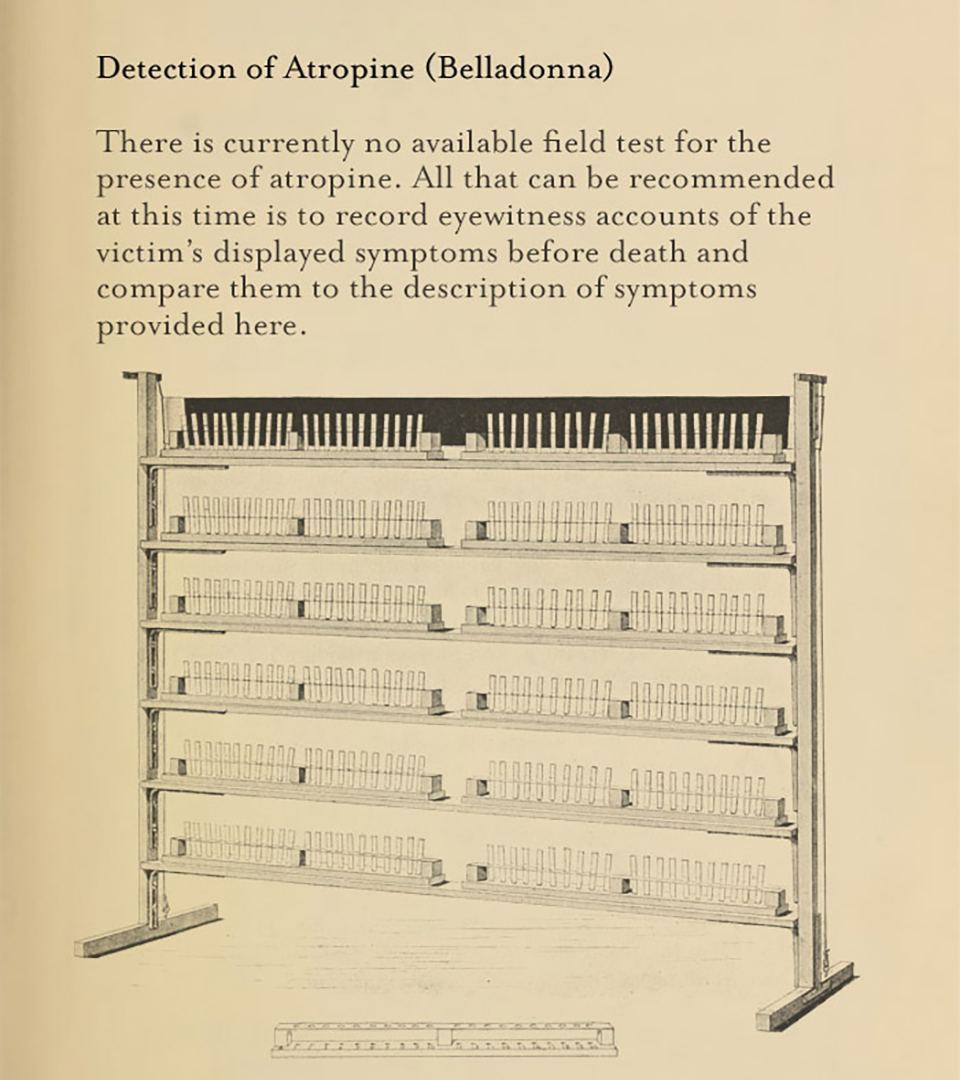 Detection of Atropine (Belladonna)
There is currently no available field test for the
presence of atropine. All that can be recommended
at this time is to record eyewitness accounts of the
victim’s displayed symptoms before death and
compare them to the description of symptoms
provided here.